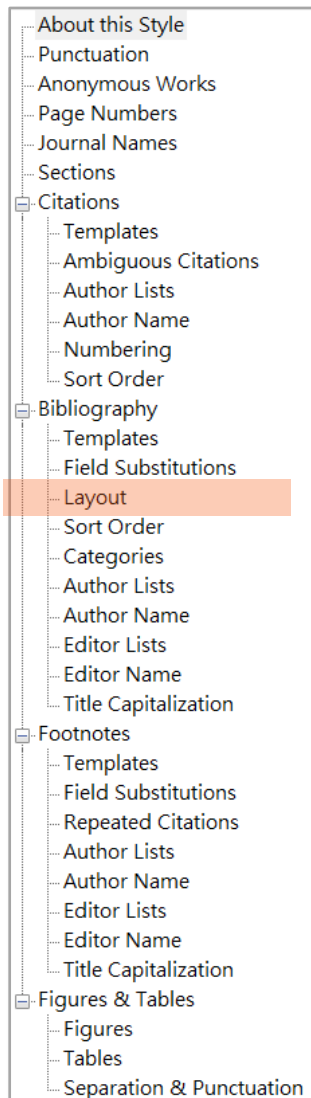 About this Style
Punctuation
Anonymous Works
Page Numbers
Journal Names
Sections
Citations
Templates
Ambiguous Citations
Author Lists
Author Name
Numbering
Sort Order
Bibliography
Templates
Field Substitutions
Layout
Sort Order
Categories
Author Lists
Author Name
Editor Lists
Editor Name
Title Capitalization
Footnotes
Templates
Field Substitutions
Repeated Citations
Author Lists
Author Name
Editor Lists
Editor Name
Title Capitalization
Figures & Tables
Figures
Tables
Separation & Punctuation